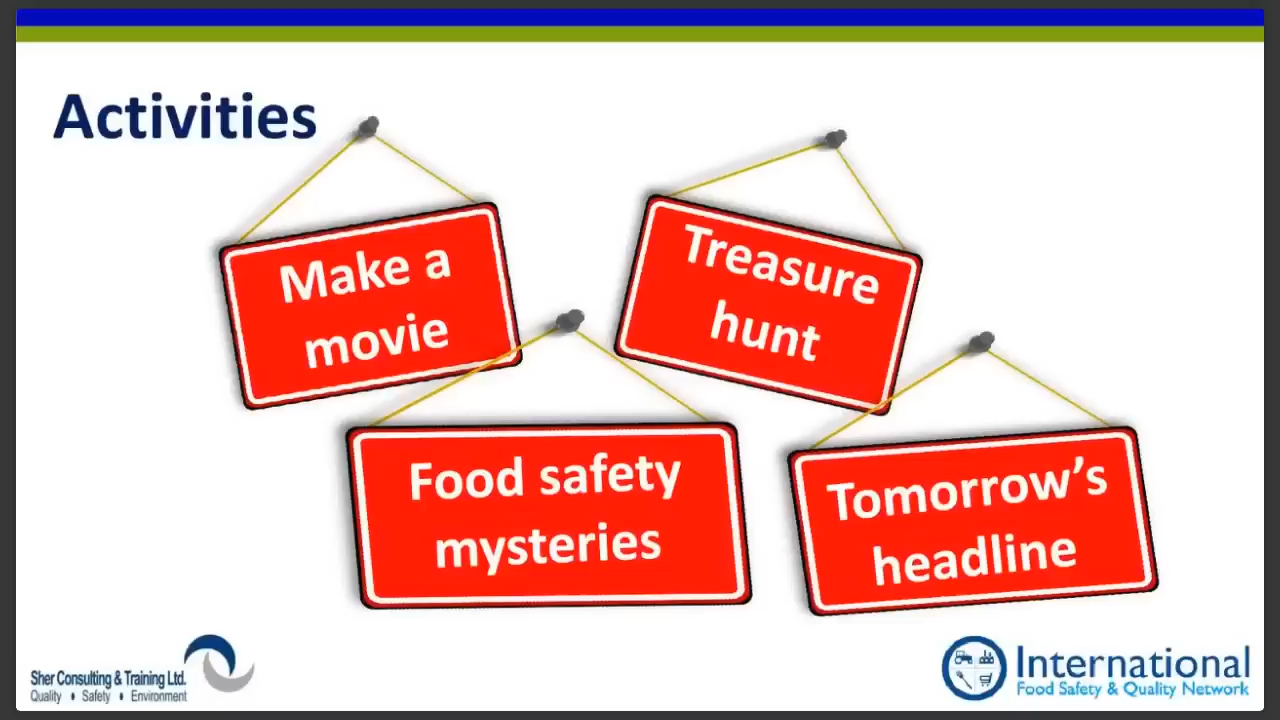 Activities
Make a
movie
Treasure
hunt
Food safety
mysteries
Tomorrow’s
headline
Sher Consulting & Training Ltd.
Quality • Safety • Environment
International
Food Safety & Quality Network